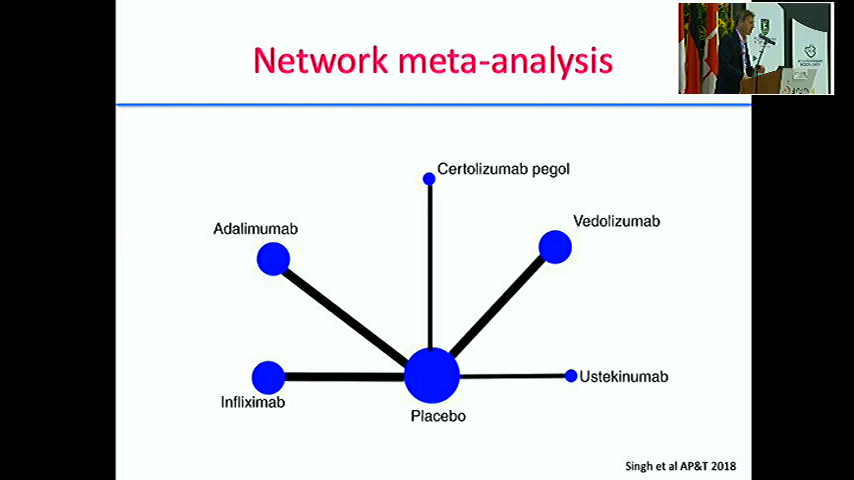 Network meta-analysis
Certolizumab pegol
Vedolizumab
Adalimumab
Ustekinumab
Infliximab
Placebo
Singh et al AP&T 2018